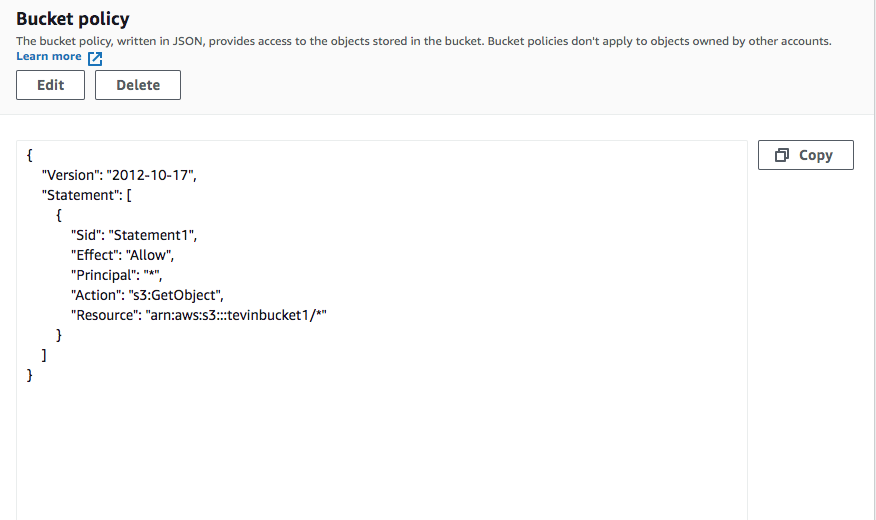 Bucket policy
The bucket policy, written in JSON, provides access to the objects stored in the bucket. Bucket policies don't apply to objects owned by other accounts.
Learn more
Edit Delete
Copy
{
"Version": "2012-10-17",
"Statement": [
{
"Sid": "Statement1",
"Effect": "Allow",
"Principal": "*",
"Action": "s3:GetObject",
"Resource": "arn:aws:s3:::tevinbucket1/*"
}
]
}